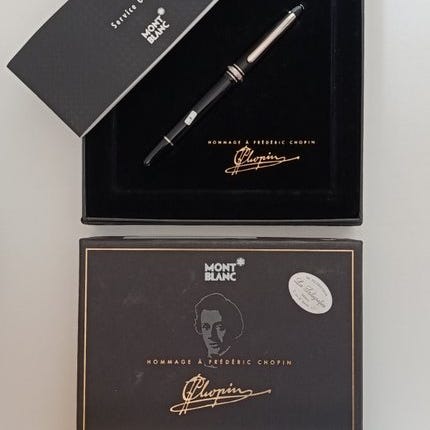 Service G
MONT
BLANC
HOMMAGE À FRÉDÉRIC CHOPIN
Chopin
MONT
BLANC
HOMMAGE À FRÉDÉRIC CHOPIN
Chopin